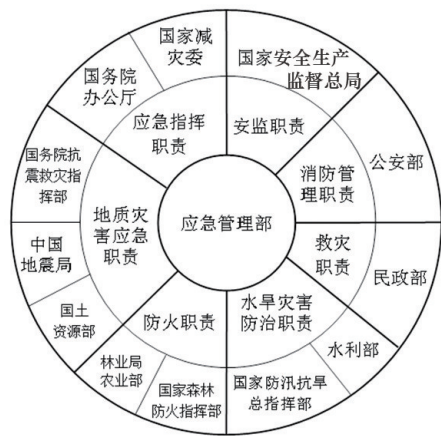 国家减
灾委
国家安全生产
监督总局
国务院
办公厅
应急指挥
职责
安监职责
公安部
消防管
理职责
国务院抗
震救灾指
挥部
地质灾
害应急
职责
应急管理部
救灾
职责
中国
地震局
民政部
国土
资源部
防火职责
水旱灾害
防治职责
水利部
林业局
农业部
国家森林
防火指挥部
国家防汛抗旱
总指挥部